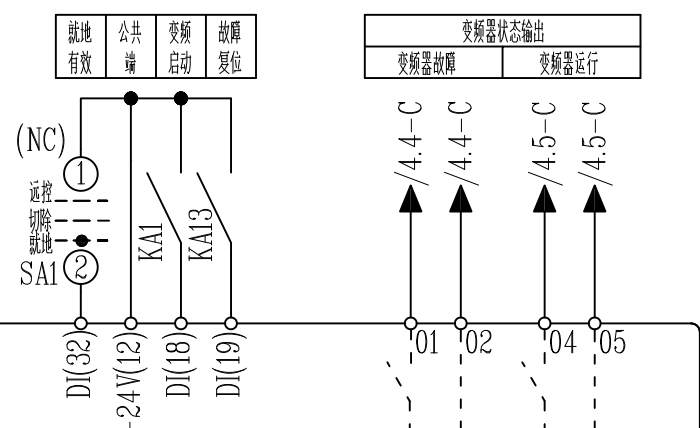 就地有效
公共端
变频启动
故障复位
变频器状态输出
变频器故障
变频器运行
/4.4-C
/4.4-C
/4.5-C
/4.5-C
(NC)
1
远控
切除
就地
SA1
2
KA1
KA13
DI(32)
-24V(12)
DI(18)
DI(19)
01
02
04
05